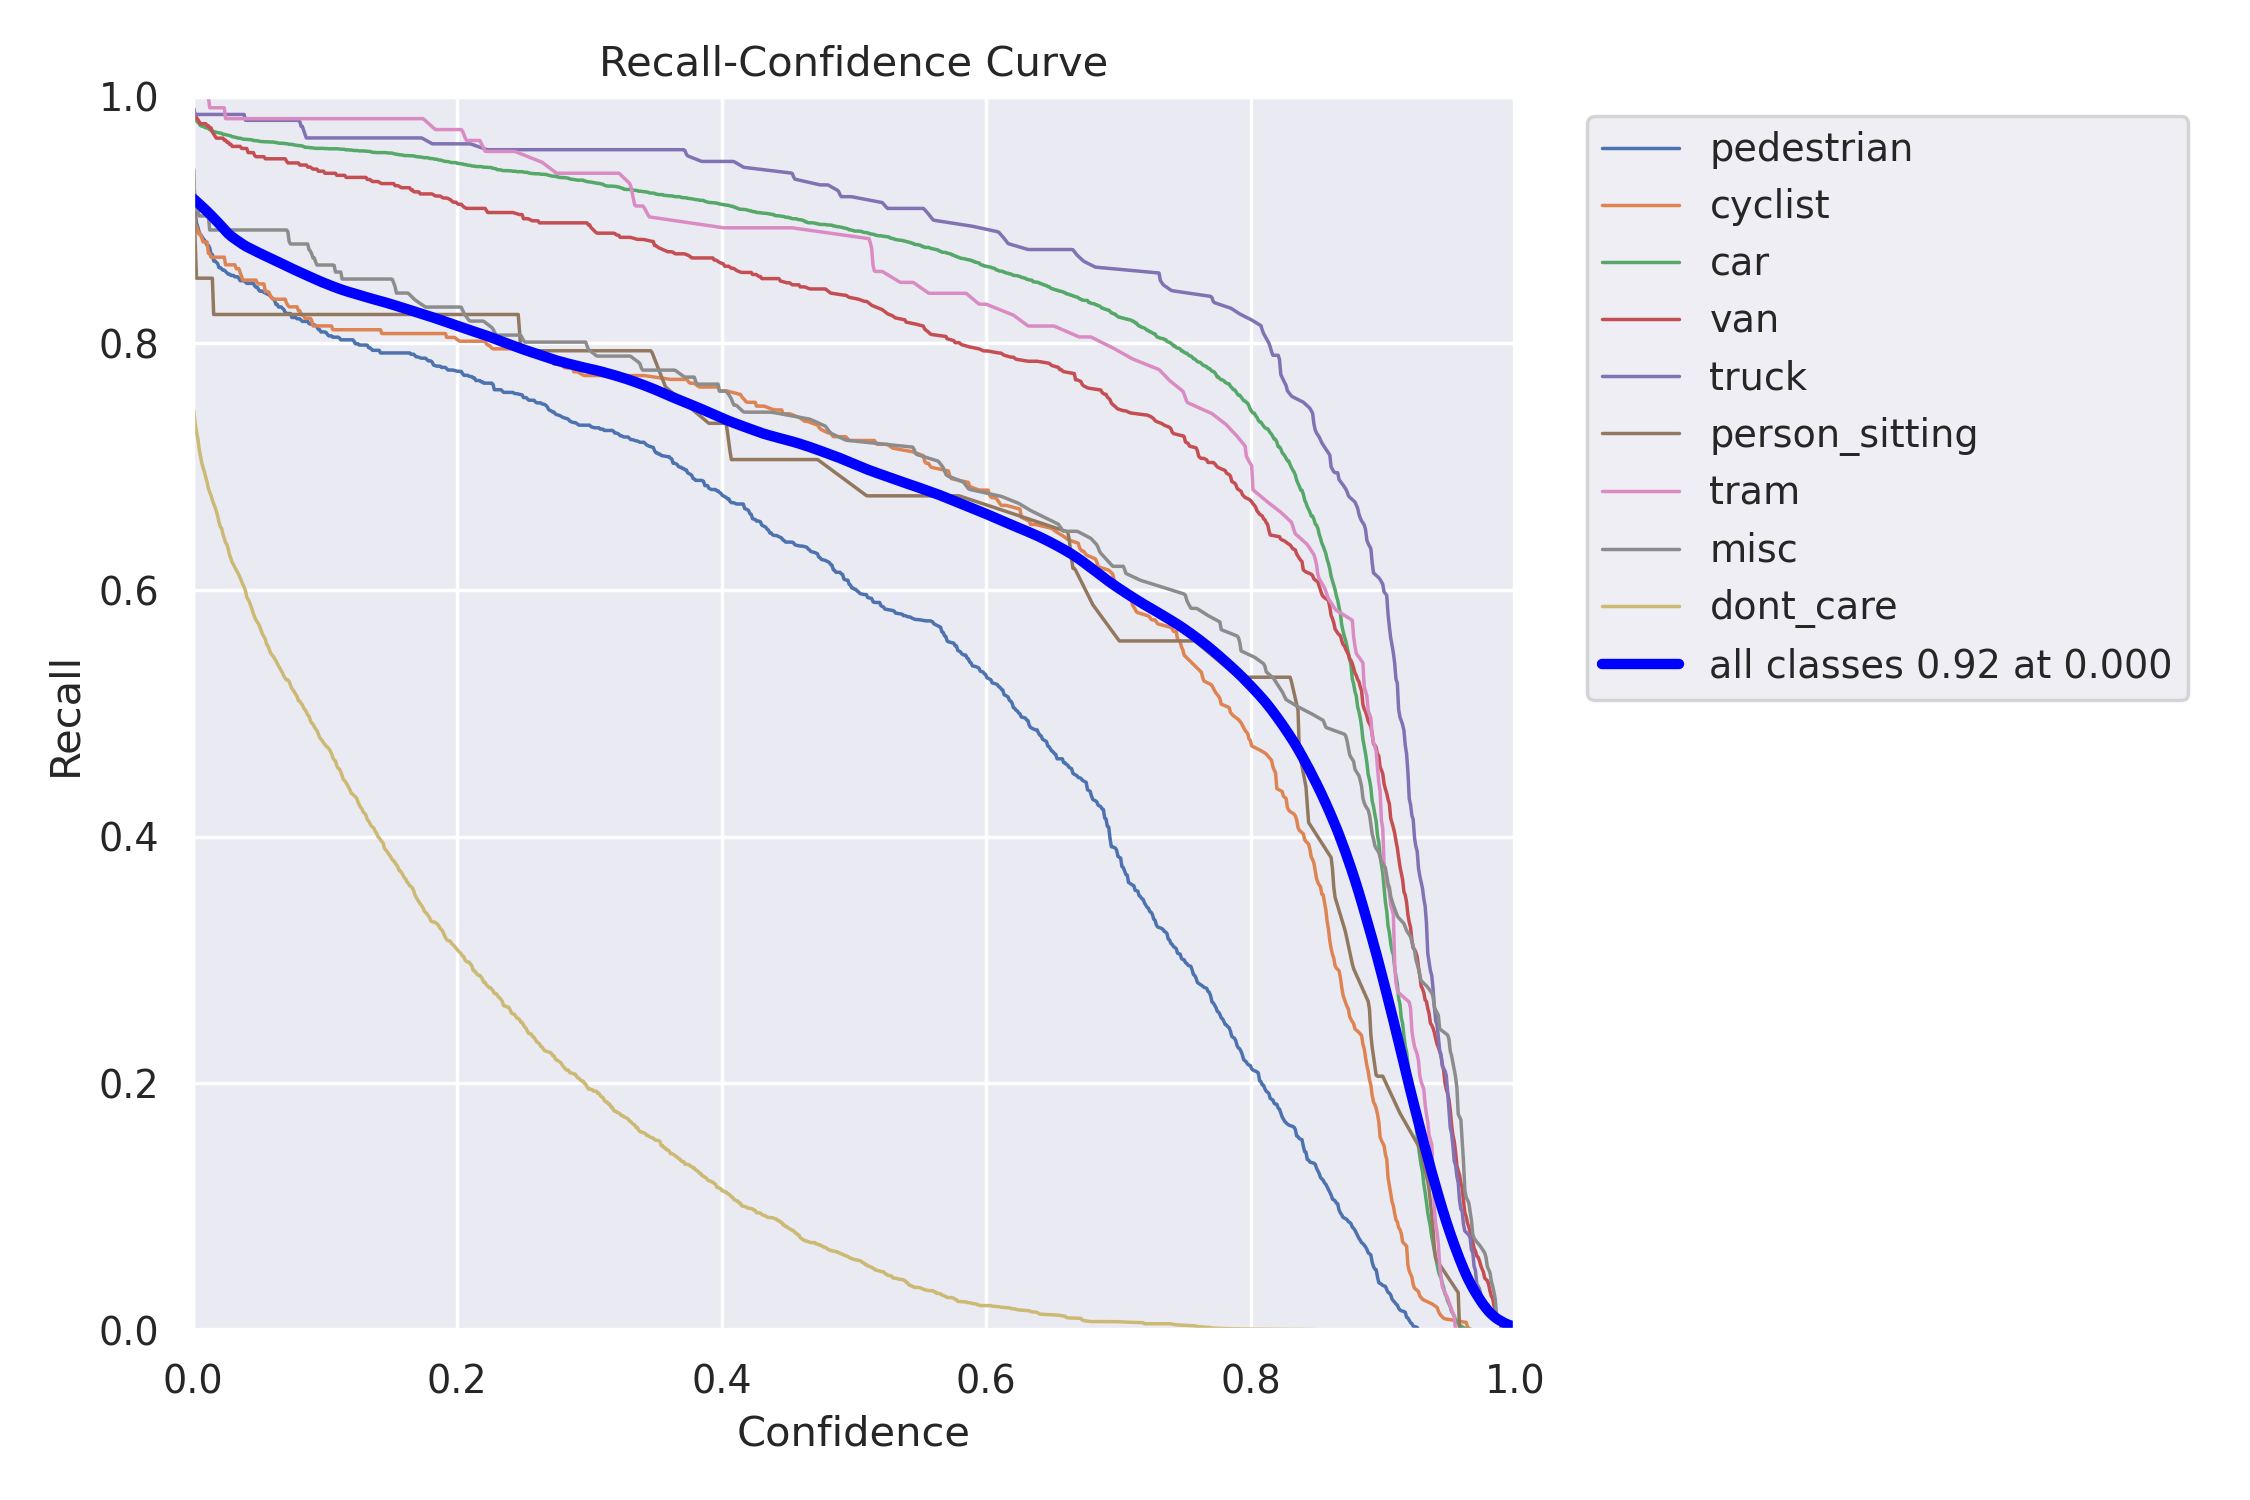 Recall-Confidence Curve
1.0
0.8
0.6
0.4
0.2
0.0
Recall
0.0 0.2 0.4 0.6 0.8 1.0
Confidence
pedestrian
cyclist
car
van
truck
person_sitting
tram
misc
dont_care
all classes 0.92 at 0.000